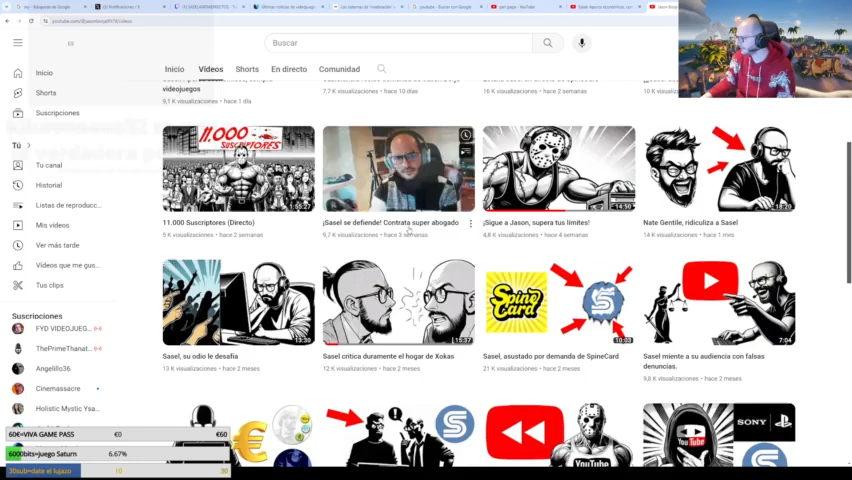 youtube.com/@jasonbonja8978/videos
ES
Buscar
Inicio
Vídeos
Shorts
En directo
Comunidad
Inicio
Shorts
Suscripciones
videojuegos
9,1 K visualizaciones · hace 1 día
7,7 K visualizaciones · hace 10 días
16 K visualizaciones · hace 2 semanas
Tú
Tu canal
Historial
Listas de reproducc...
Mis vídeos
Ver más tarde
Vídeos que me gus...
Tus clips
11.000
SUSCRIPTORES
1:55:27
14:50
18:20
11.000 Suscriptores (Directo)
5 K visualizaciones · hace 2 semanas
¡Sasel se defiende! Contrata super abogado
9,7 K visualizaciones · hace 3 semanas
¡Sigue a Jason, supera tus límites!
4,8 K visualizaciones · hace 4 semanas
Nate Gentile, ridiculiza a Sasel
14 K visualizaciones · hace 1 mes
SPINE
CARD
13:30
15:37
10:03
7:04
Sasel, su odio le desafía
13 K visualizaciones · hace 2 meses
Sasel critica duramente el hogar de Xokas
12 K visualizaciones · hace 2 meses
Sasel, asustado por demanda de SpineCard
21 K visualizaciones · hace 2 meses
Sasel miente a su audiencia con falsas
denuncias.
9,8 K visualizaciones · hace 2 meses
Suscripciones
FYD VIDEOJUEG...
ThePrimeThanat...
Angelillo36
Cinemassacre
Holistic Mystic Ysa...
YouTube
You
Tube
SONY
60€=VIVA GAME PASS
€0
€60
6000bits=juego Saturn
6.67%
30sub=date el lujazo
10
30